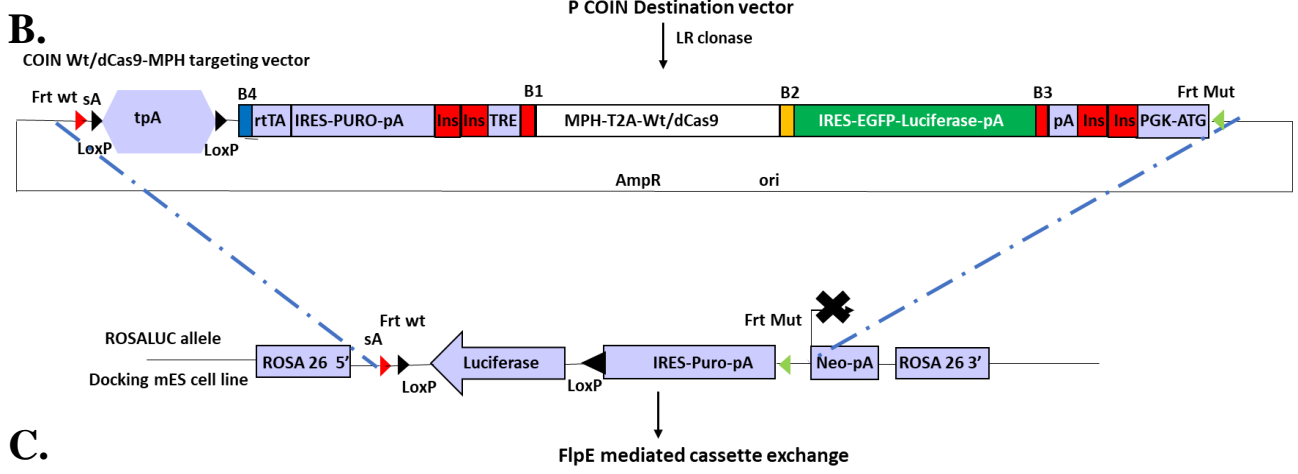 P COIN Destination vector
B.
LR clonase
COIN Wt/dCas9-MPH targeting vector
Frt wt sA B4 B1 B2 B3 Frt Mut
tpA rtTA IRES-PURO-pA Ins Ins TRE MPH-T2A-Wt/dCas9 IRES-EGFP-Luciferase-pA pA Ins Ins PGK-ATG
LoxP LoxP
AmpR ori
Frt wt Frt Mut
ROSALUC allele sA
ROSA 26 5' Luciferase IRES-Puro-pA Neo-pA ROSA 26 3'
Docking mES cell line LoxP LoxP
C.
FlpE mediated cassette exchange